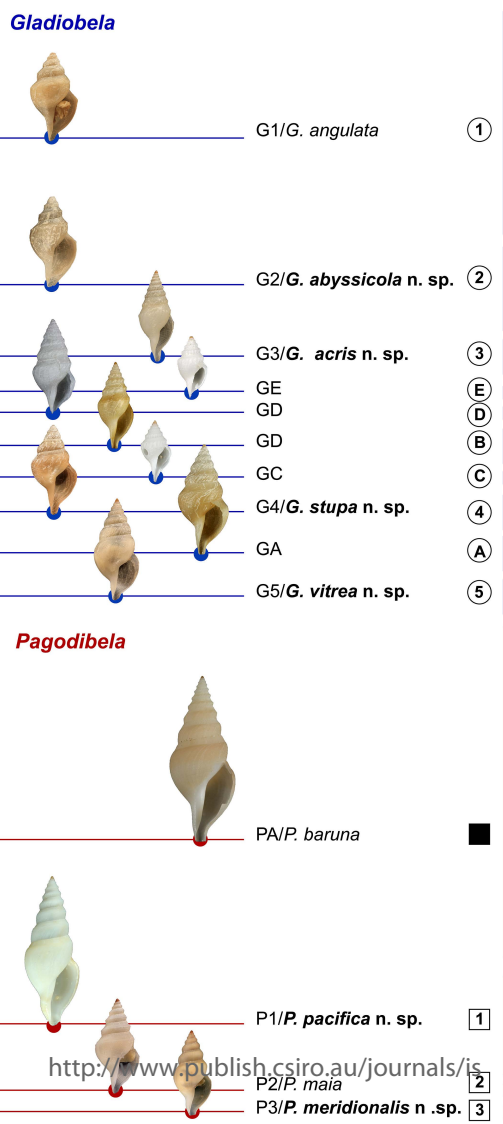 Gladiobela
G1/G. angulata 1
G2/G. abyssicola n. sp. 2
G3/G. acris n. sp. 3
GE E
GD D
GD B
GC C
G4/G. stupa n. sp. 4
GA A
G5/G. vitrea n. sp. 5
Pagodibela
PA/P. baruna
P1/P. pacifica n. sp. 1
http://www.publish.csiro.au/journals/is
P2/P. maia 2
P3/P. meridionalis n .sp. 3